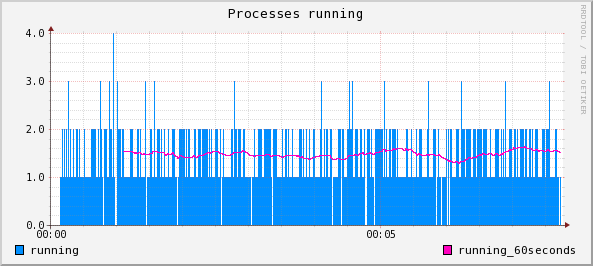 Processes running
RRDTOOL / TOBI OETIKER
4.0
3.0
2.0
1.0
0.0
00:00 00:05
running running_60seconds